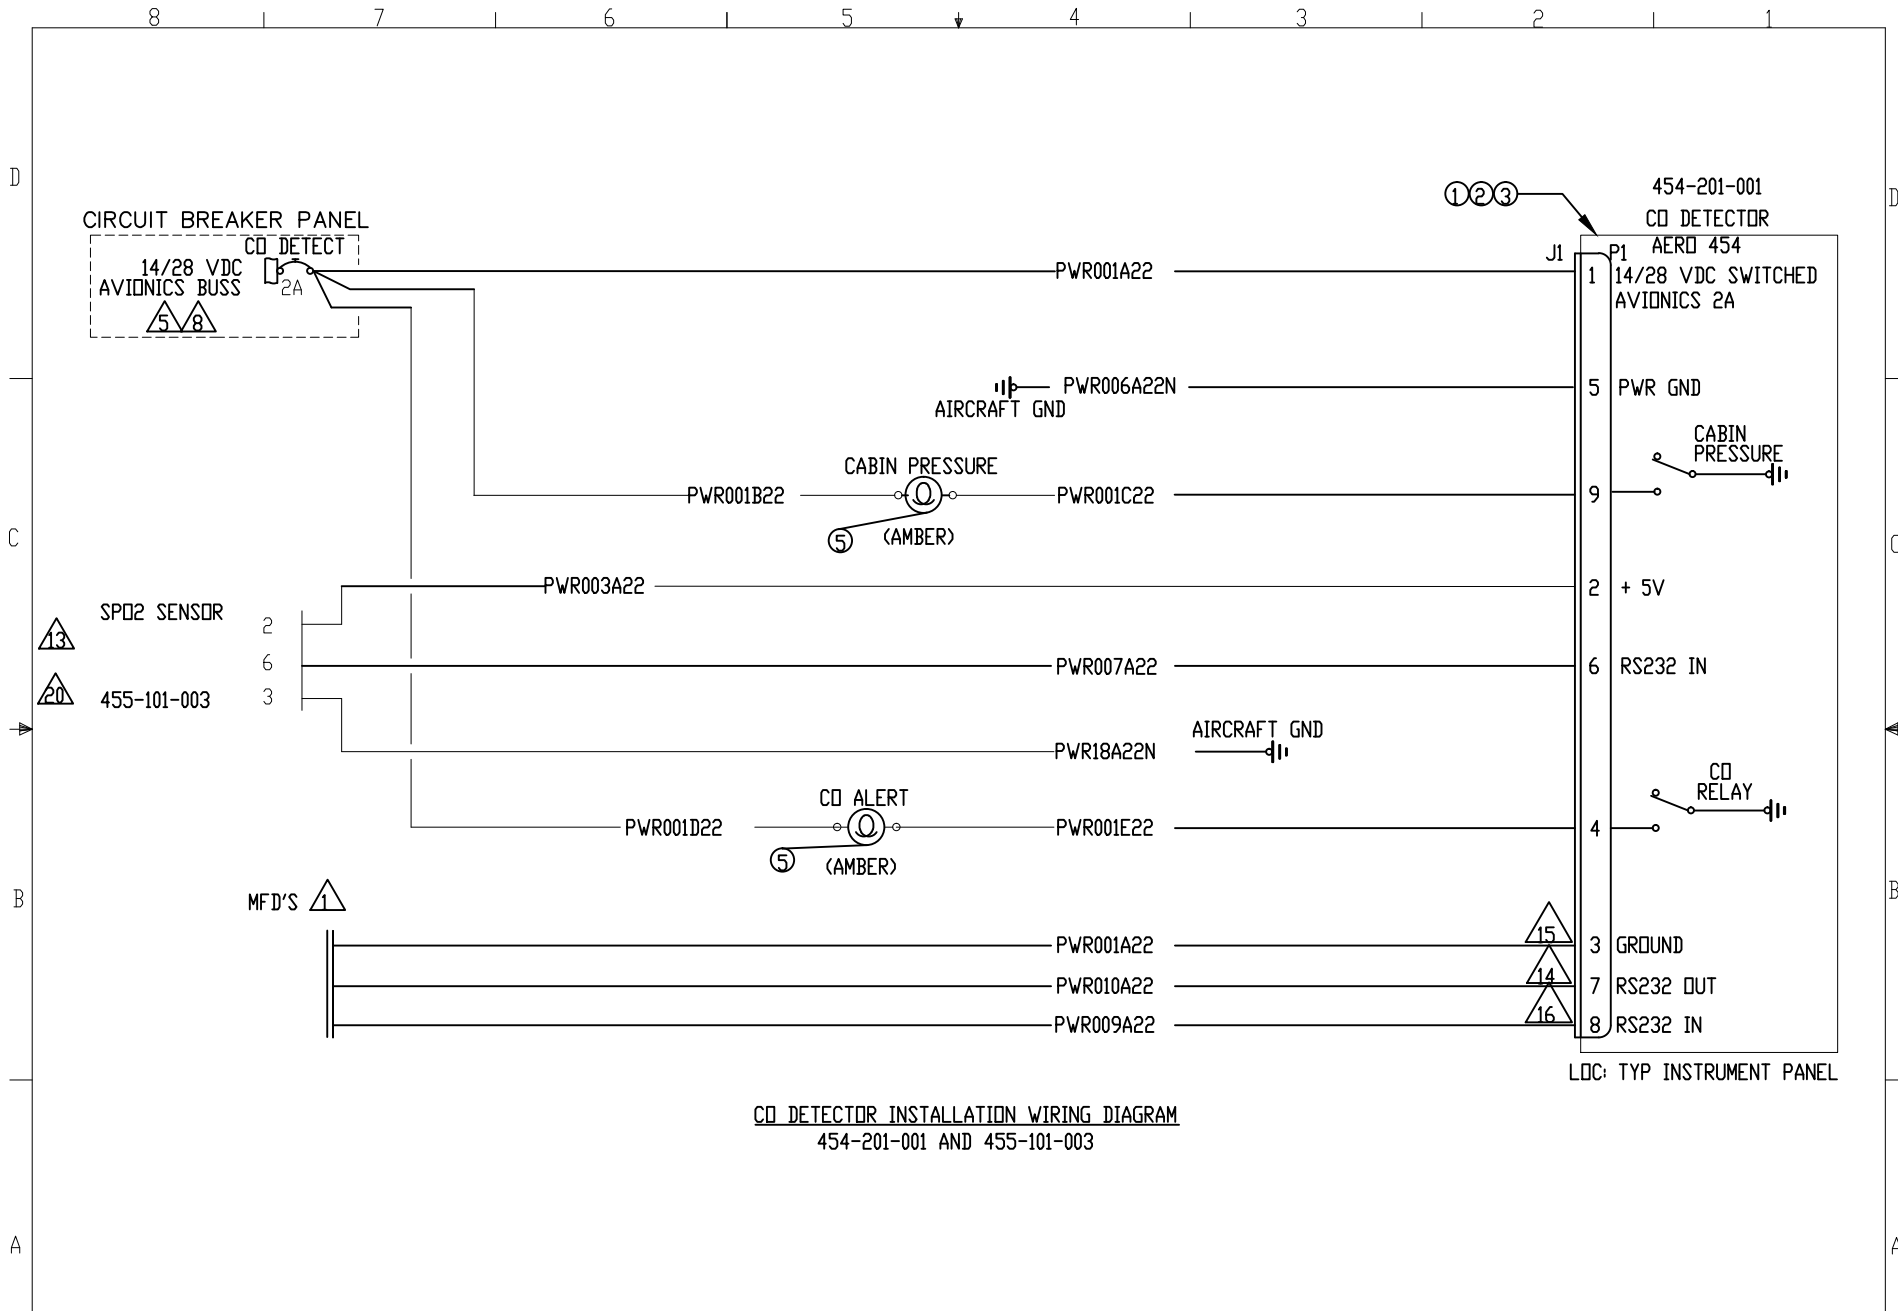 8 7 6 5 4 3 2 1
D
D
454-201-001
CO DETECTOR
AERO 454
1 2 3
CIRCUIT BREAKER PANEL
CO DETECT
14/28 VDC
AVIONICS BUSS
2A
5 8
PWR001A22
J1 P1
1 14/28 VDC SWITCHED
AVIONICS 2A
PWR006A22N
AIRCRAFT GND
5 PWR GND
CABIN PRESSURE
PWR001B22
PWR001C22
5 (AMBER)
9
CABIN
PRESSURE
C
C
PWR003A22
2 + 5V
SPO2 SENSOR
13
2
6
3
20 455-101-003
PWR007A22
6 RS232 IN
PWR18A22N
AIRCRAFT GND
CO ALERT
PWR001D22
PWR001E22
5 (AMBER)
4
CO
RELAY
B
B
MFD'S 1
PWR001A22
15
3 GROUND
PWR010A22
14
7 RS232 OUT
PWR009A22
16
8 RS232 IN
LOC: TYP INSTRUMENT PANEL
CO DETECTOR INSTALLATION WIRING DIAGRAM
454-201-001 AND 455-101-003
A
A